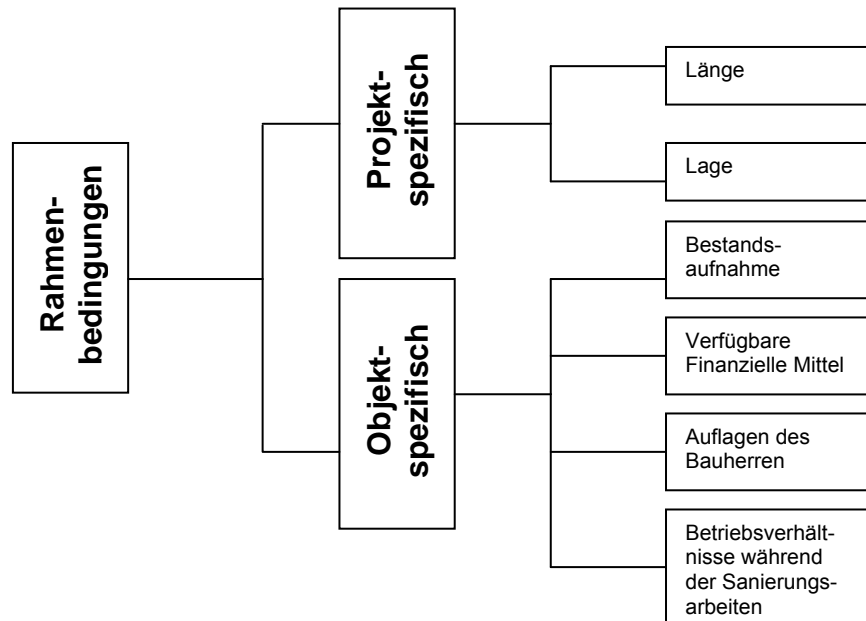 Rahmen-
bedingungen
Projekt-
spezifisch
Länge
Lage
Objekt-
spezifisch
Bestands-
aufnahme
Verfügbare
Finanzielle Mittel
Auflagen des
Bauherren
Betriebsverhält-
nisse während
der Sanierungs-
arbeiten